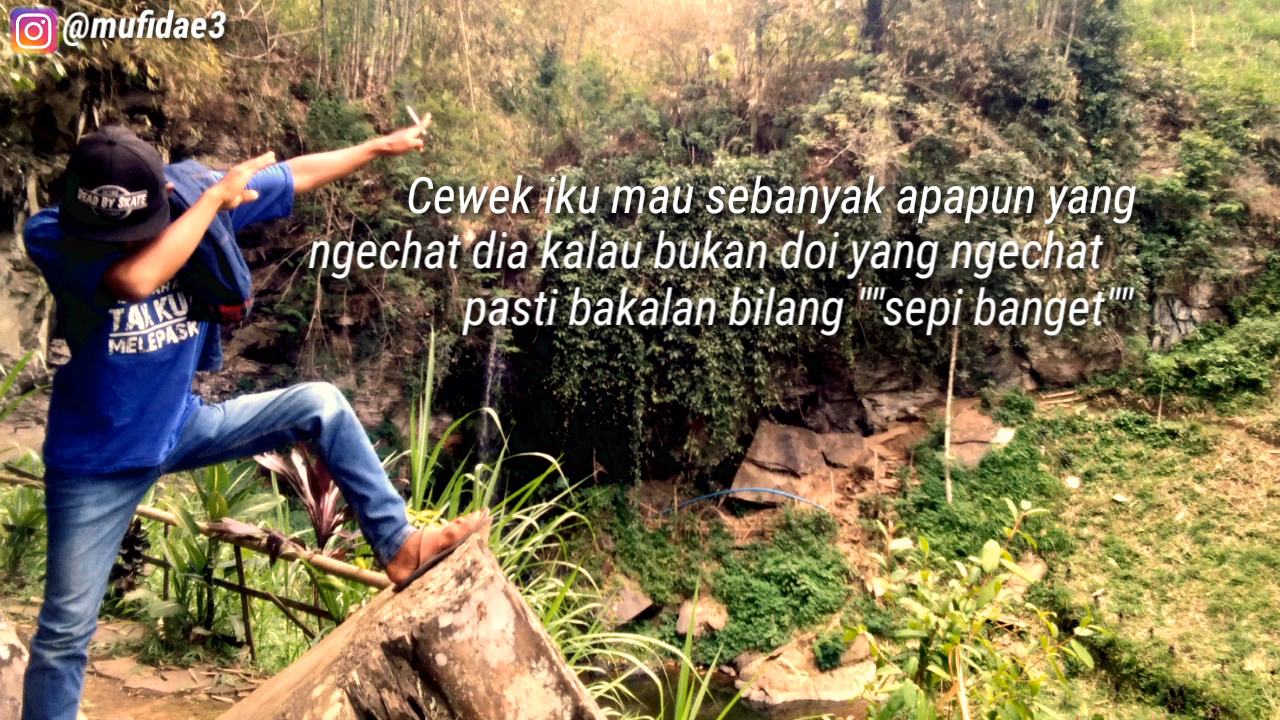 @mufidae3
Cewek iku mau sebanyak apapun yang
ngechat dia kalau bukan doi yang ngechat
pasti bakalan bilang ""sepi banget""
BY SKATE
TAKKU
MELEPASK